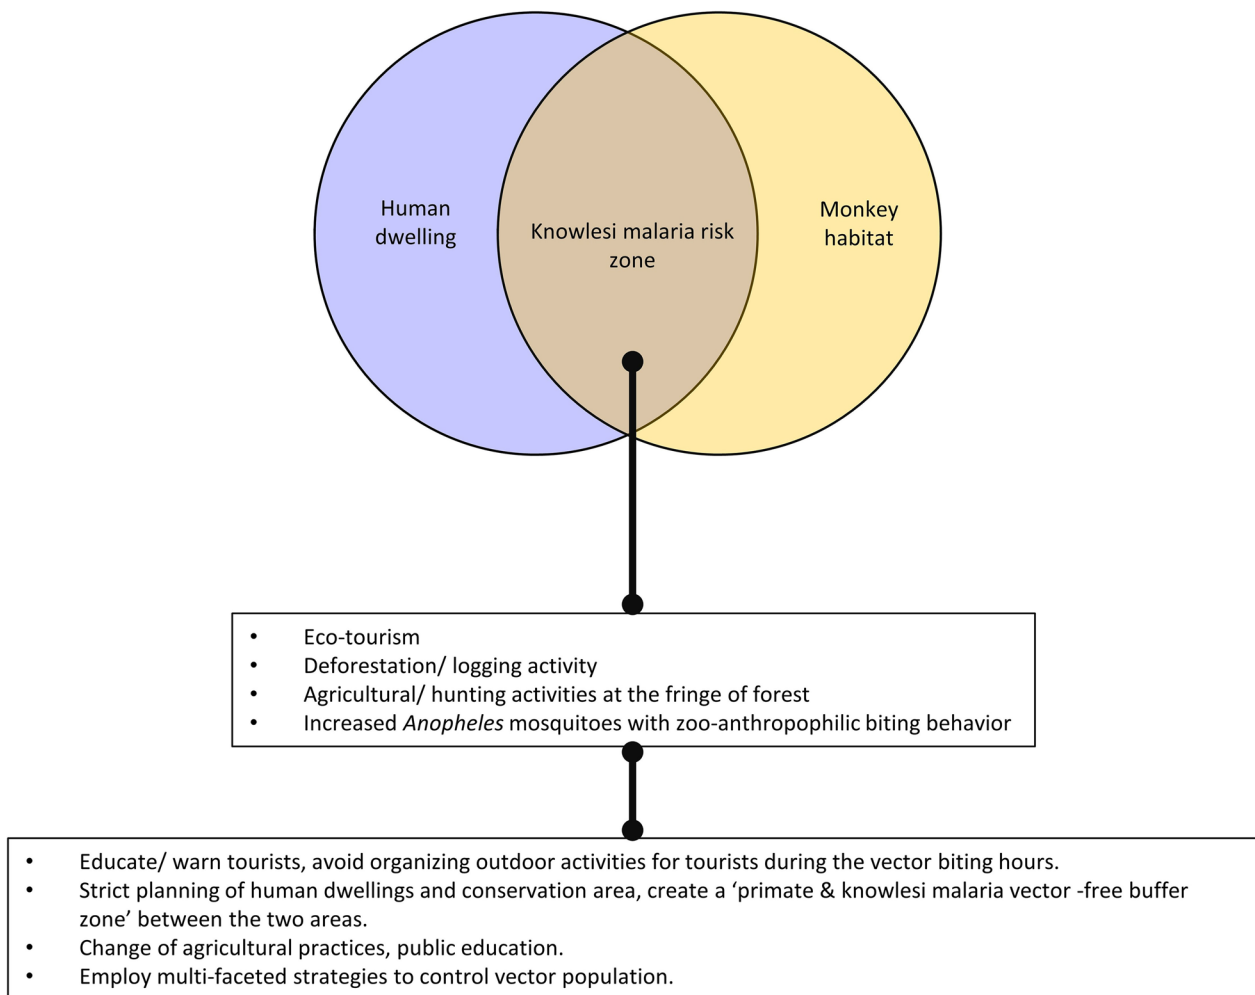 Human
dwelling
Knowlesi malaria risk
zone
Monkey
habitat
• Eco-tourism
• Deforestation/ logging activity
• Agricultural/ hunting activities at the fringe of forest
• Increased Anopheles mosquitoes with zoo-anthropophilic biting behavior
• Educate/ warn tourists, avoid organizing outdoor activities for tourists during the vector biting hours.
• Strict planning of human dwellings and conservation area, create a ‘primate & knowlesi malaria vector -free buffer
zone’ between the two areas.
• Change of agricultural practices, public education.
• Employ multi-faceted strategies to control vector population.